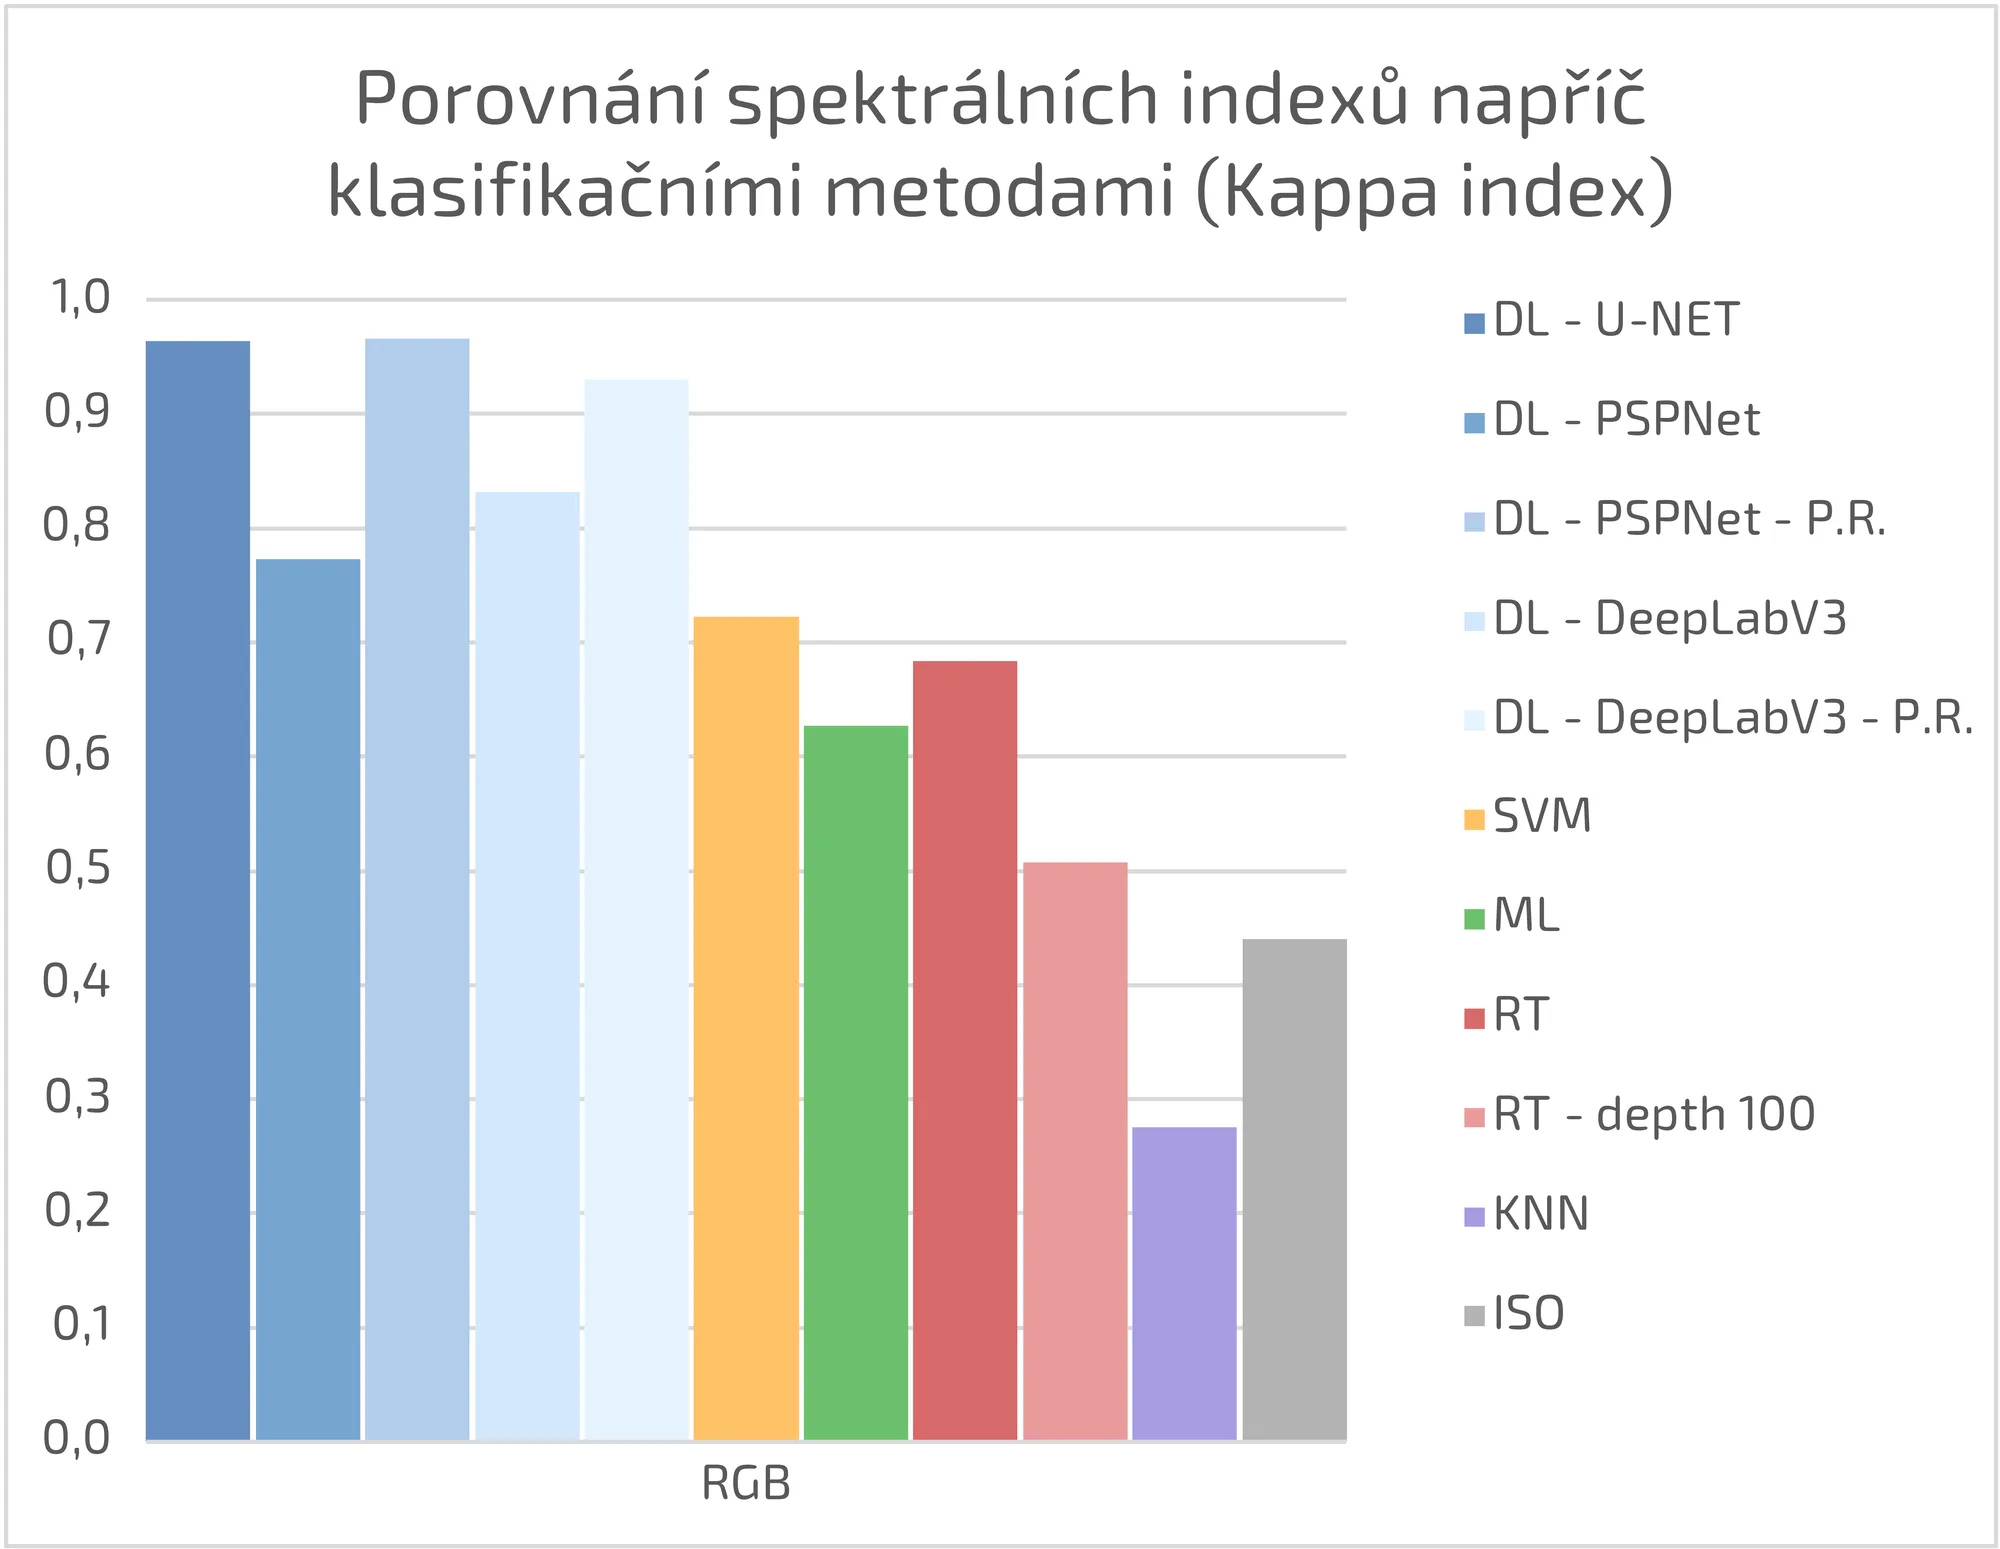 Porovnání spektrálních indexů napříč
klasifikačními metodami (Kappa index)
1,0
0,9
0,8
0,7
0,6
0,5
0,4
0,3
0,2
0,1
0,0
RGB
DL - U-NET
DL - PSPNet
DL - PSPNet - P.R.
DL - DeepLabV3
DL - DeepLabV3 - P.R.
SVM
ML
RT
RT - depth 100
KNN
ISO